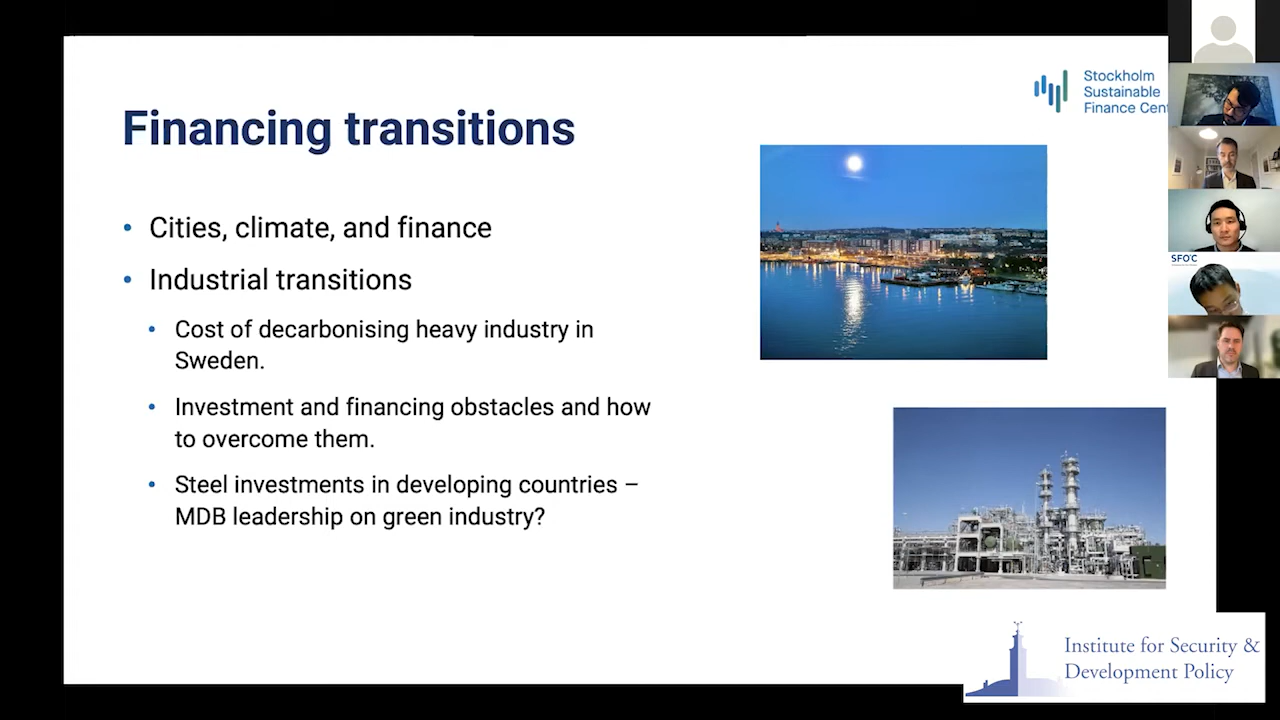 Financing transitions
• Cities, climate, and finance
• Industrial transitions
• Cost of decarbonising heavy industry in
Sweden.
• Investment and financing obstacles and how
to overcome them.
• Steel investments in developing countries –
MDB leadership on green industry?
Stockholm
Sustainable
Finance Cent
SFOC
Institute for Security &
Development Policy